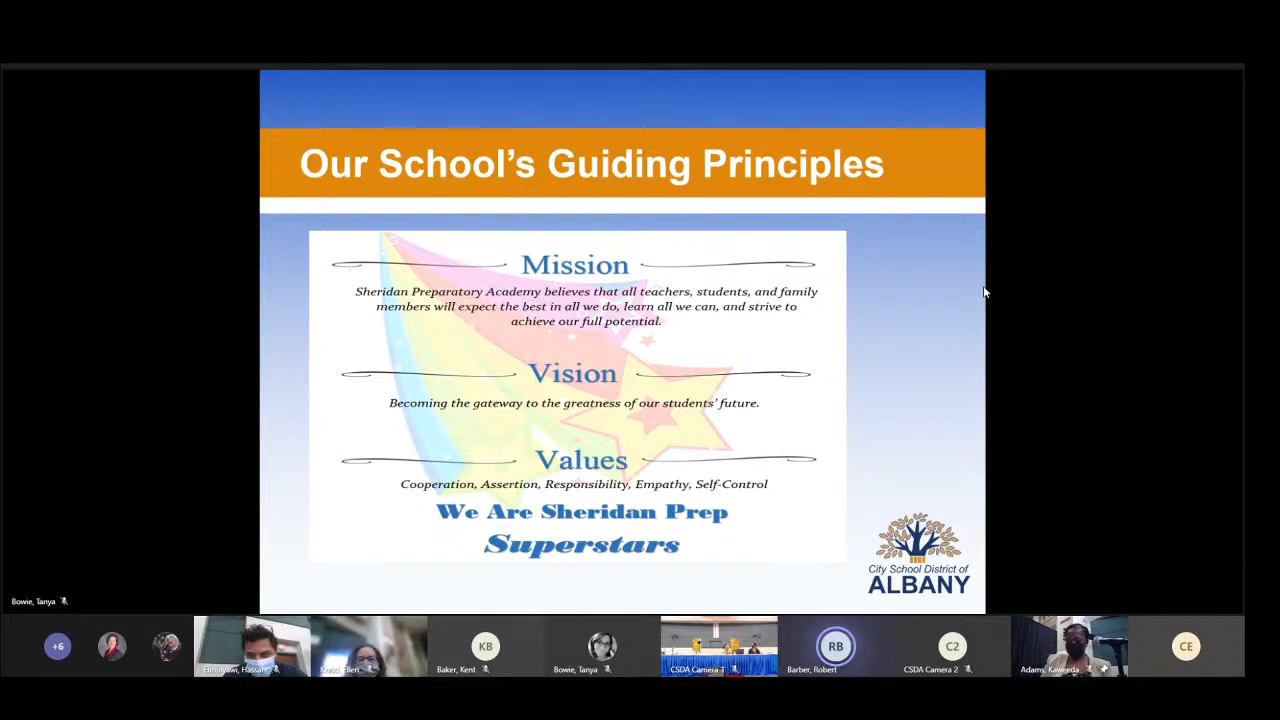 Our School's Guiding Principles
Mission
Sheridan Preparatory Academy believes that all teachers, students, and family
members will expect the best in all we do, learn all we can, and strive to
achieve our full potential.
Vision
Becoming the gateway to the greatness of our students' future.
Values
Cooperation, Assertion, Responsibility, Empathy, Self-Control
We Are Sheridan Prep
Superstars
City School District of
ALBANY
Bowie, Tanya
+6
KB
RB
C2
CE
Baker, Kent
Bowie, Tanya
CSDA Camera 1
Barber, Robert
CSDA Camera 2
Adams, Kaweeda